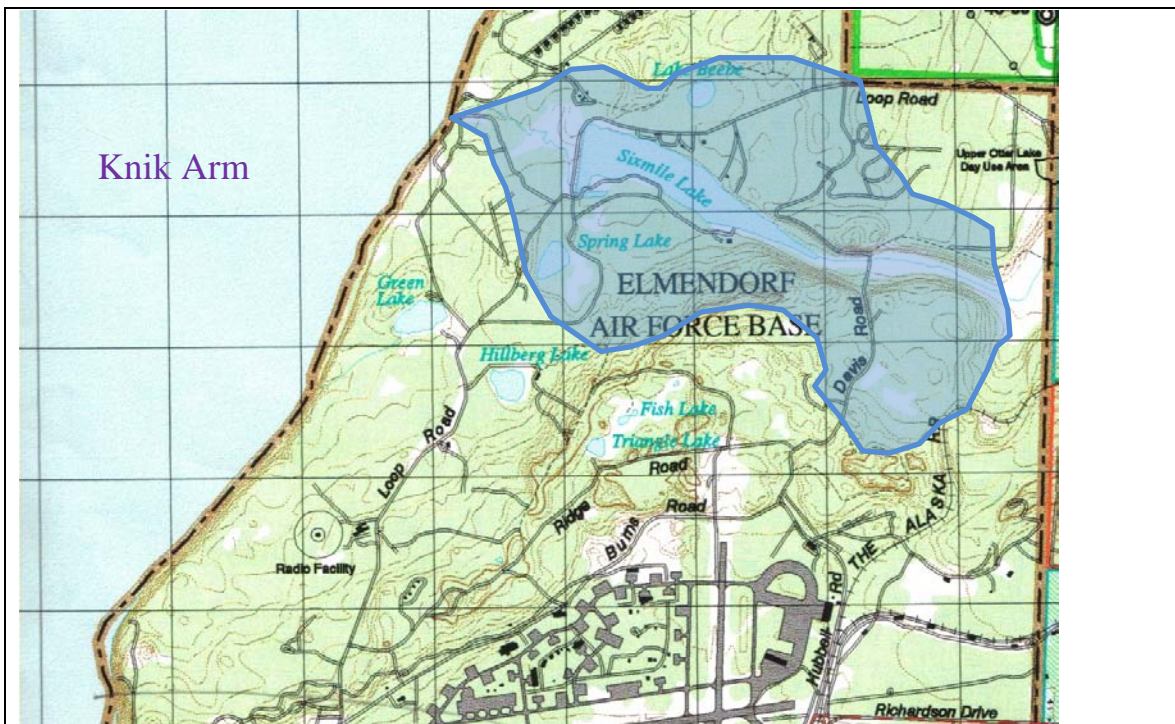 Lake Beebe
Loop Road
Knik Arm
Sixmile Lake
Upper Otter Lake
Day Use Area
Spring Lake
Green
Lake
ELMENDORF
AIR FORCE BASE
Road
Davis
Hillberg Lake
Fish Lake
Triangle Lake
Road
Loop
Road
Ridge
Road
Burns
THE ALASKA RR
Radio Facility
Hubbell Rd
Richardson Drive